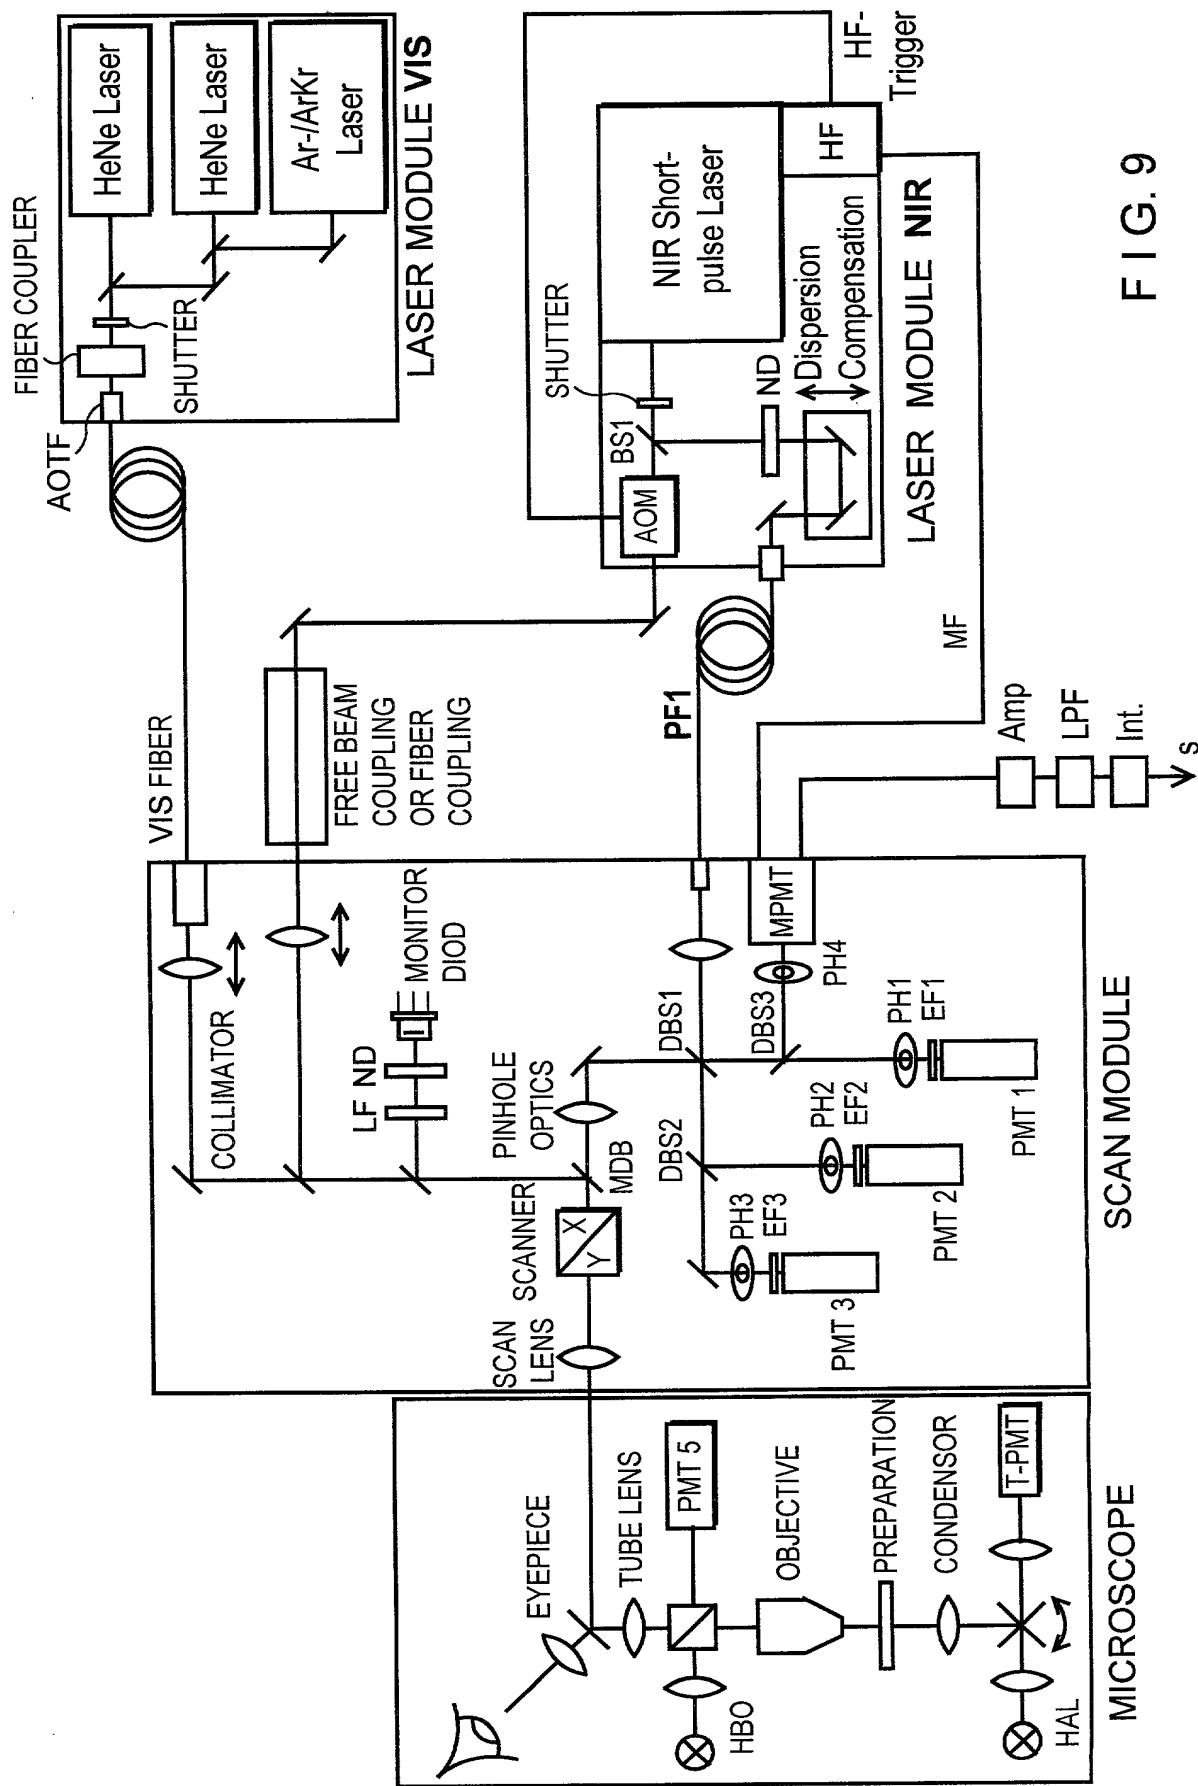 HeNe Laser
HeNe Laser
Ar-/ArKr
Laser
LASER MODULE VIS
FIBER COUPLER
SHUTTER
AOTF
VIS FIBER
FREE BEAM
COUPLING
OR FIBER
COUPLING
HF-
Trigger
HF
NIR Short-
pulse Laser
SHUTTER
BS1
AOM
ND
Dispersion
Compensation
LASER MODULE NIR
PF1
MF
Amp
LPF
Int.
s
COLLIMATOR
MONITOR
DIOD
LF ND
PINHOLE
OPTICS
MDB
SCANNER
X
Y
SCAN
LENS
DBS1
DBS2
DBS3
MPMT
PH4
PH1
EF1
PMT 1
PH2
EF2
PMT 2
PH3
EF3
PMT 3
SCAN MODULE
EYEPIECE
TUBE LENS
PMT 5
HBO
OBJECTIVE
PREPARATION
CONDENSOR
T-PMT
HAL
MICROSCOPE
F I G. 9